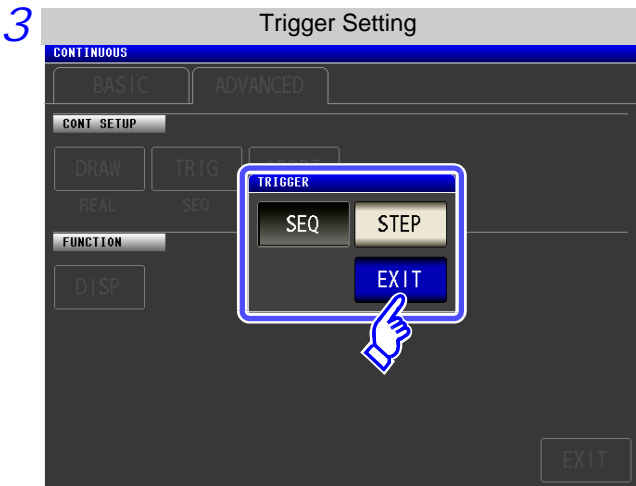 3 Trigger Setting
CONTINUOUS
BASIC ADVANCED
CONT SETUP
DRAW TRIG
TRIGGER
REAL SEQ
SEQ STEP
FUNCTION
DISP EXIT
EXIT